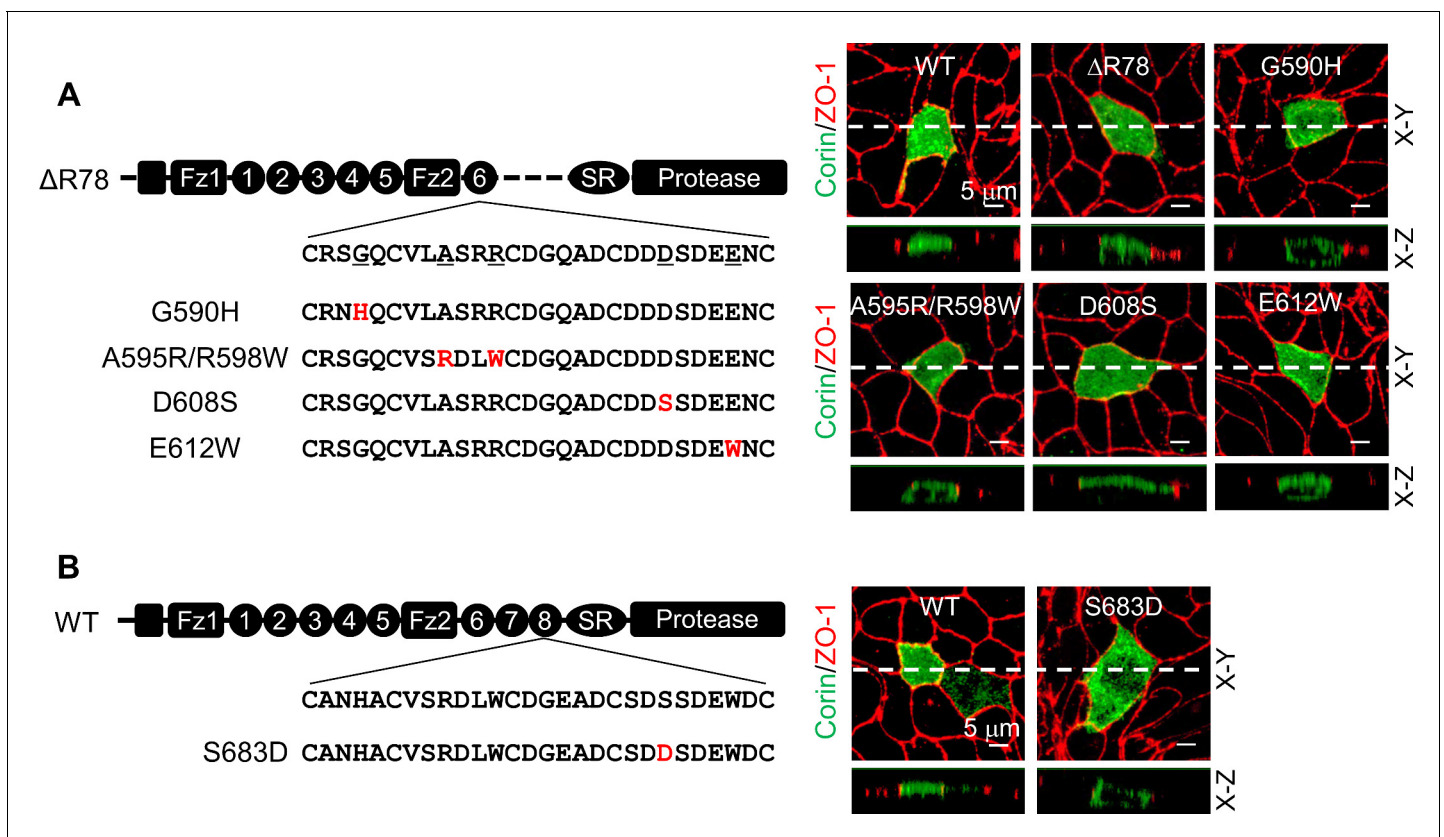 A
ΔR78 Fz1 1 2 3 4 5 Fz2 6 SR Protease
CRSGQCVLASRRCDGQADCDDDSDEENC
G590H CRNHQCVLASRRCDGQADCDDDSDEENC
A595R/R598W CRSGQCVSRDLWCDGQADCDDDSDEENC
D608S CRSGQCVLASRRCDGQADCDDSSDEENC
E612W CRSGQCVLASRRCDGQADCDDDSDEWNC
Corin/ZO-1
WT ΔR78 G590H
5 μm
X-Y
X-Z
Corin/ZO-1
A595R/R598W D608S E612W
X-Y
X-Z
B
WT Fz1 1 2 3 4 5 Fz2 6 7 8 SR Protease
CANHACVSRDLWCDGEADCSDSSDEWDC
S683D CANHACVSRDLWCDGEADCSDDSDEWDC
Corin/ZO-1
WT S683D
5 μm
X-Y
X-Z